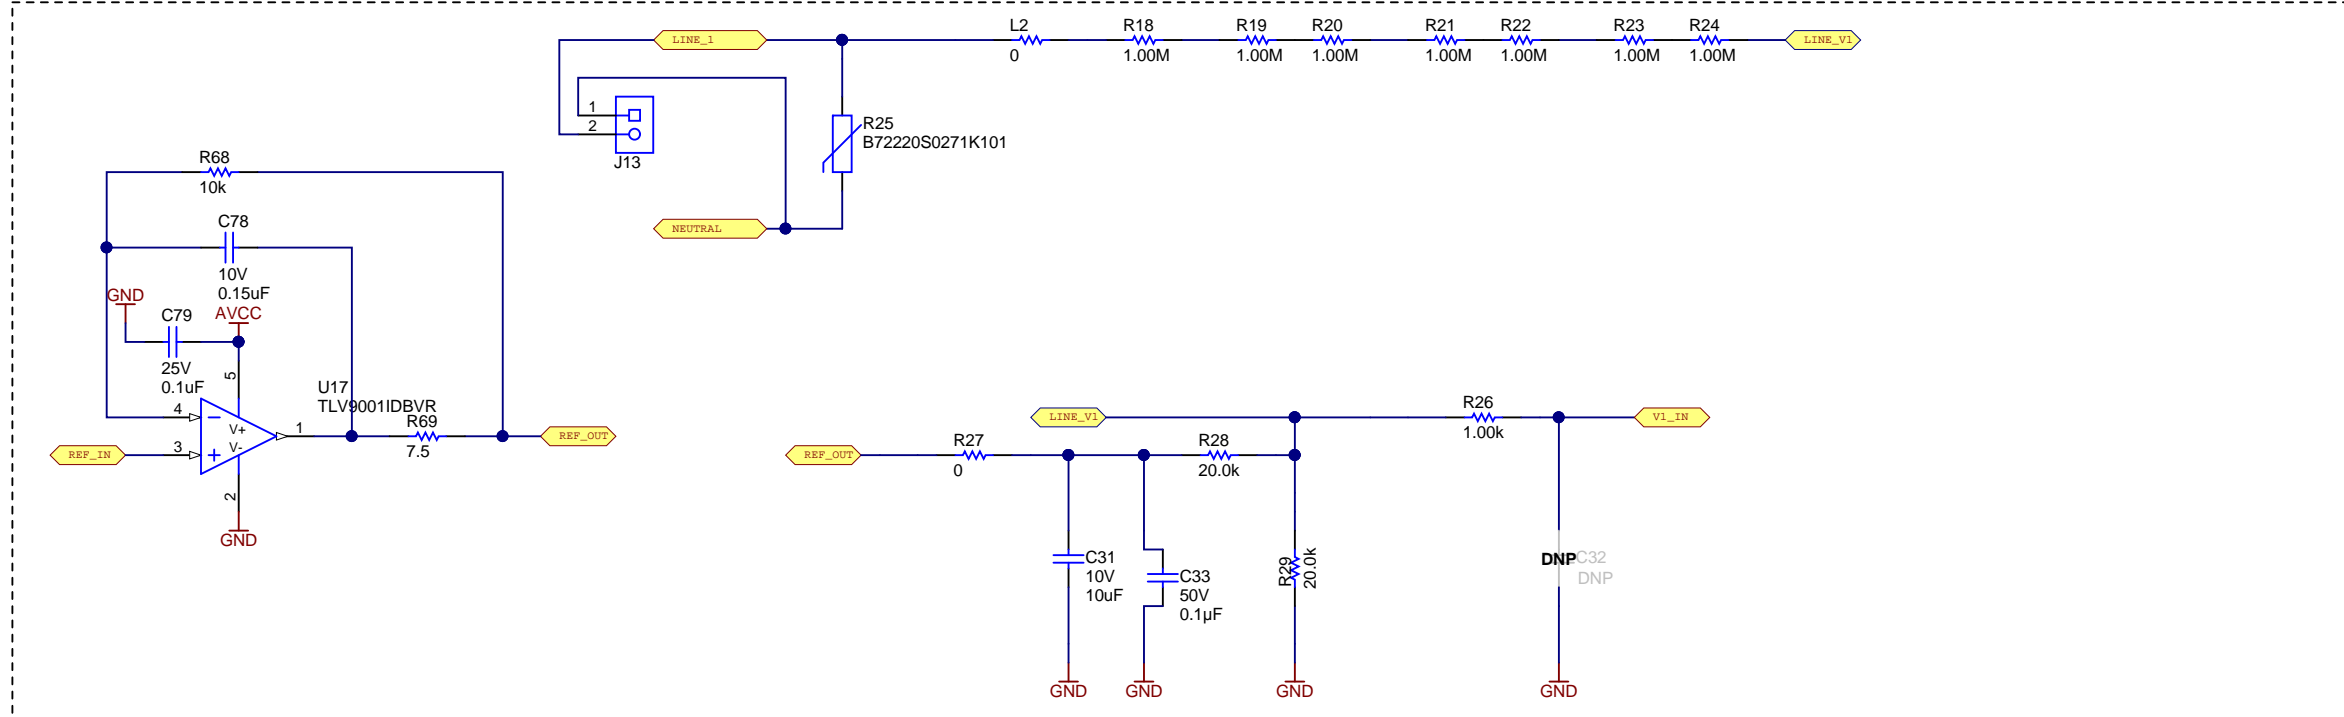 LINE_1
L2
0
R18
1.00M
R19
1.00M
R20
1.00M
R21
1.00M
R22
1.00M
R23
1.00M
R24
1.00M
LINE_V1
1
2
J13
R25
B72220S0271K101
NEUTRAL
R68
10k
C78
10V
0.15uF
GND
AVCC
C79
25V
0.1uF
5
U17
TLV9001IDBVR
4
3
V+
V-
1
2
R69
7.5
REF_IN
REF_OUT
GND
LINE_V1
R26
1.00k
V1_IN
REF_OUT
R27
0
R28
20.0k
C31
10V
10uF
C33
50V
0.1µF
R29
20.0k
DNP
C32
DNP
GND
GND
GND
GND